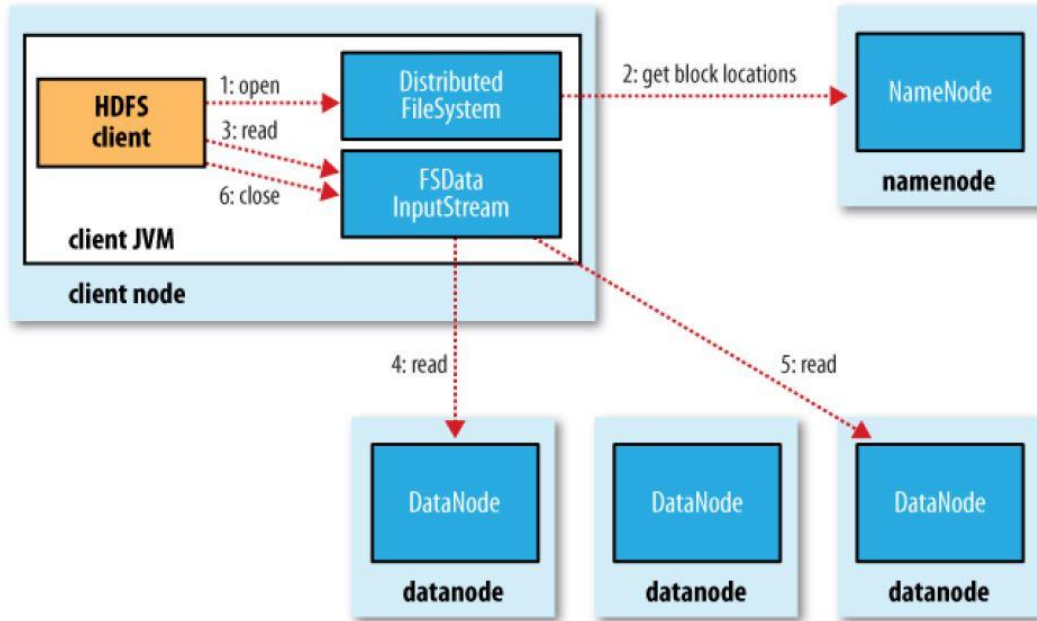 HDFS
client
1: open
Distributed
FileSystem
2: get block locations
NameNode
namenode
3: read
6: close
FSData
InputStream
client JVM
client node
4: read
5: read
DataNode
datanode
DataNode
datanode
DataNode
datanode